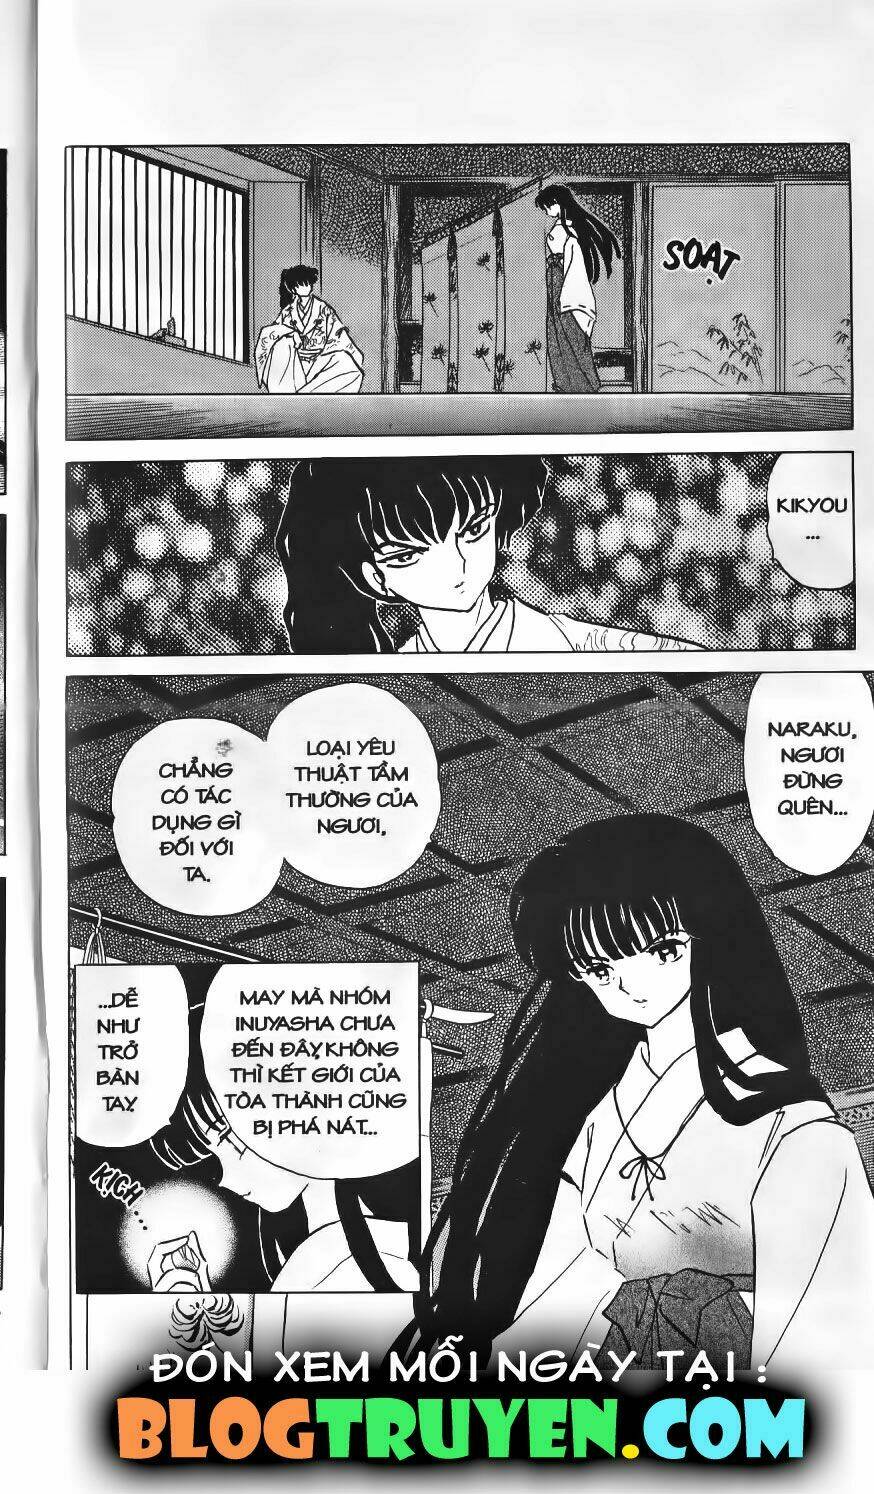 SOẠT
KIKYOU
...
NARAKU,
NGƯƠI
ĐỪNG
QUÊN...
LOẠI YÊU
THUẬT TẦM
THƯỜNG CỦA
NGƯƠI,
CHẲNG
CÓ TÁC
DỤNG GÌ
ĐỐI VỚI
TA.
MAY MÀ NHÓM
INUYASHA CHƯA
ĐẾN ĐÂY, KHÔNG
THÌ KẾT GIỚI CỦA
TÒA THÀNH CŨNG
BỊ PHÁ NÁT...
...DỄ
NHƯ
TRỞ
BÀN
TAY.
KỊCH...
ĐÓN XEM MỖI NGÀY TẠI :
BLOGTRUYEN.COM